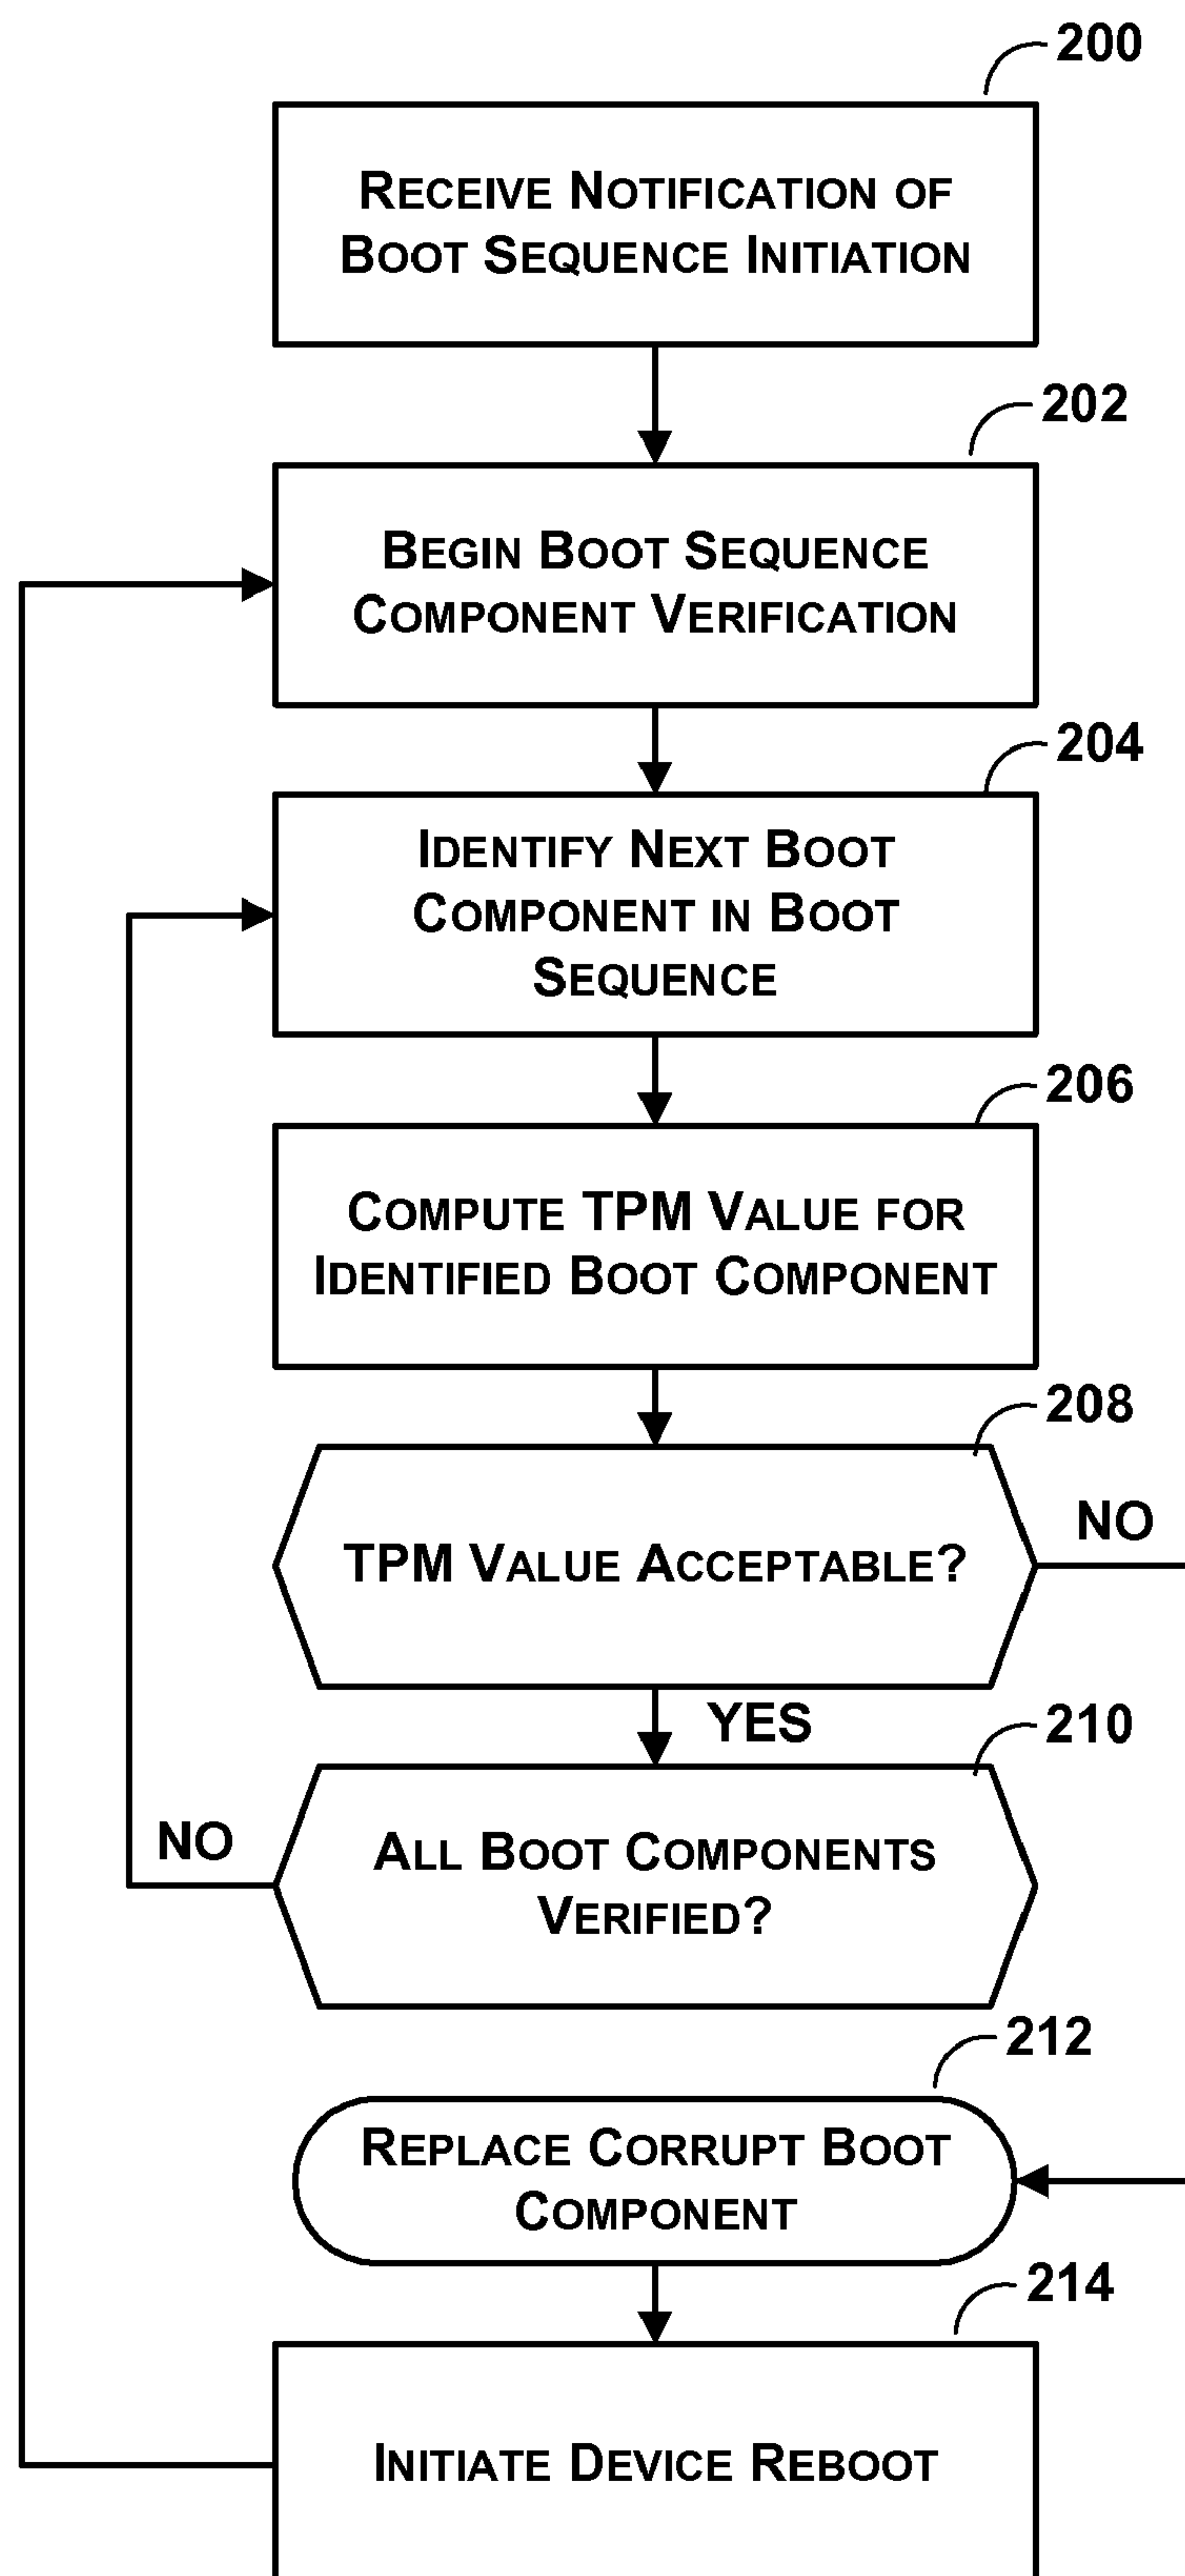 200
RECEIVE NOTIFICATION OF
BOOT SEQUENCE INITIATION
202
BEGIN BOOT SEQUENCE
COMPONENT VERIFICATION
204
IDENTIFY NEXT BOOT
COMPONENT IN BOOT
SEQUENCE
206
COMPUTE TPM VALUE FOR
IDENTIFIED BOOT COMPONENT
208
TPM VALUE ACCEPTABLE?
NO
YES
210
ALL BOOT COMPONENTS
VERIFIED?
NO
212
REPLACE CORRUPT BOOT
COMPONENT
214
INITIATE DEVICE REBOOT